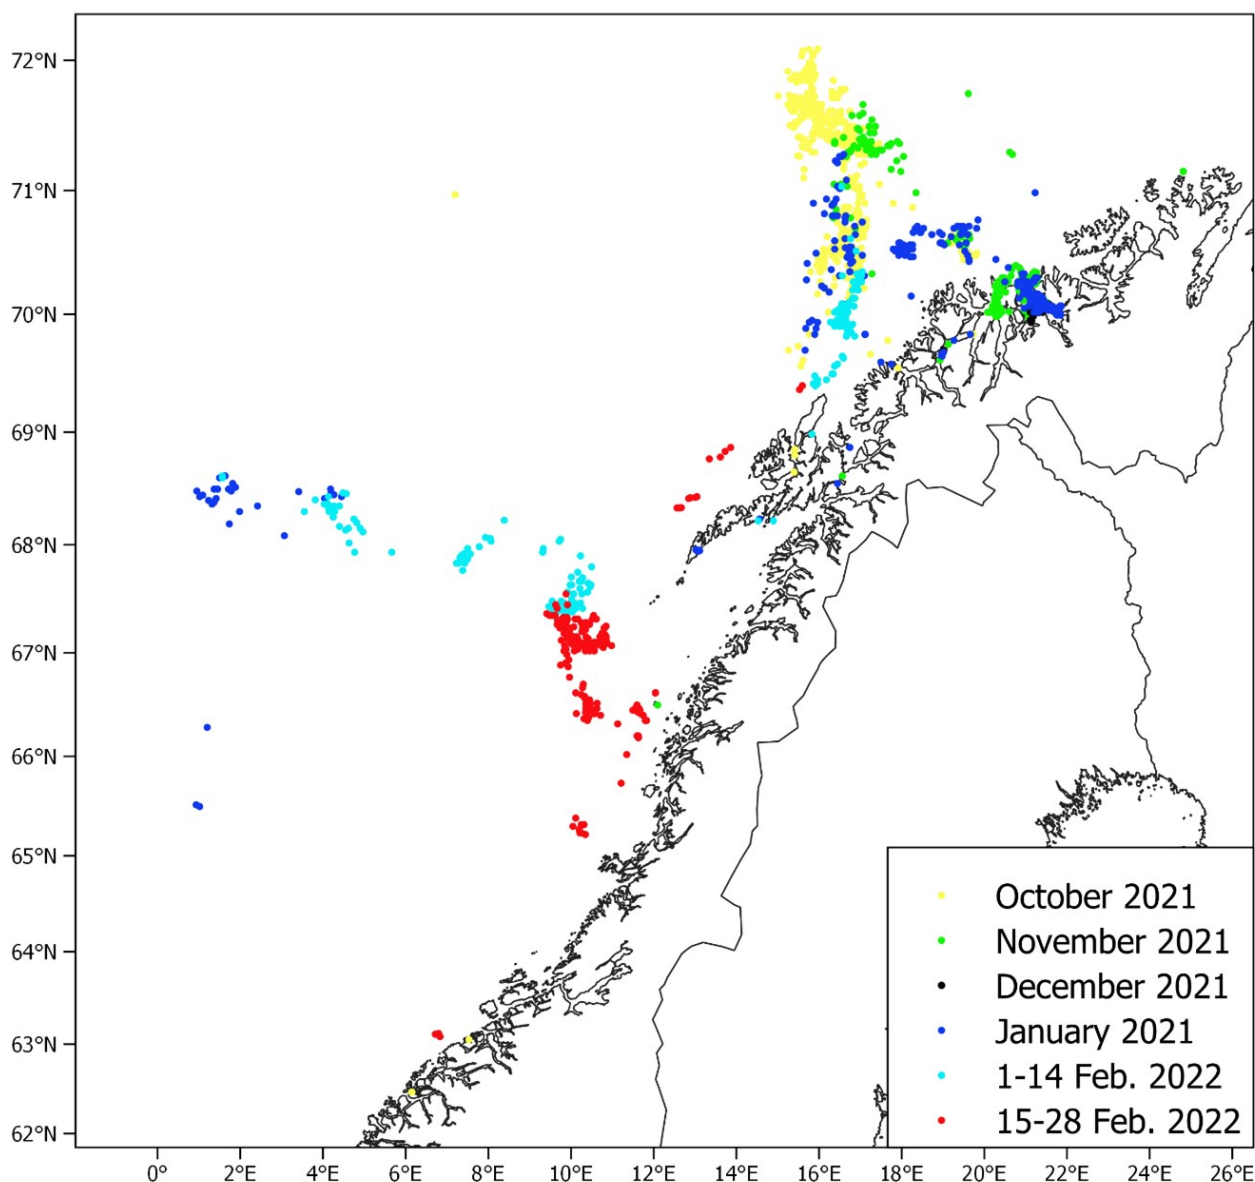 72°N
71°N
70°N
69°N
68°N
67°N
66°N
65°N
64°N
63°N
62°N
October 2021
November 2021
December 2021
January 2021
1-14 Feb. 2022
15-28 Feb. 2022
0° 2°E 4°E 6°E 8°E 10°E 12°E 14°E 16°E 18°E 20°E 22°E 24°E 26°E